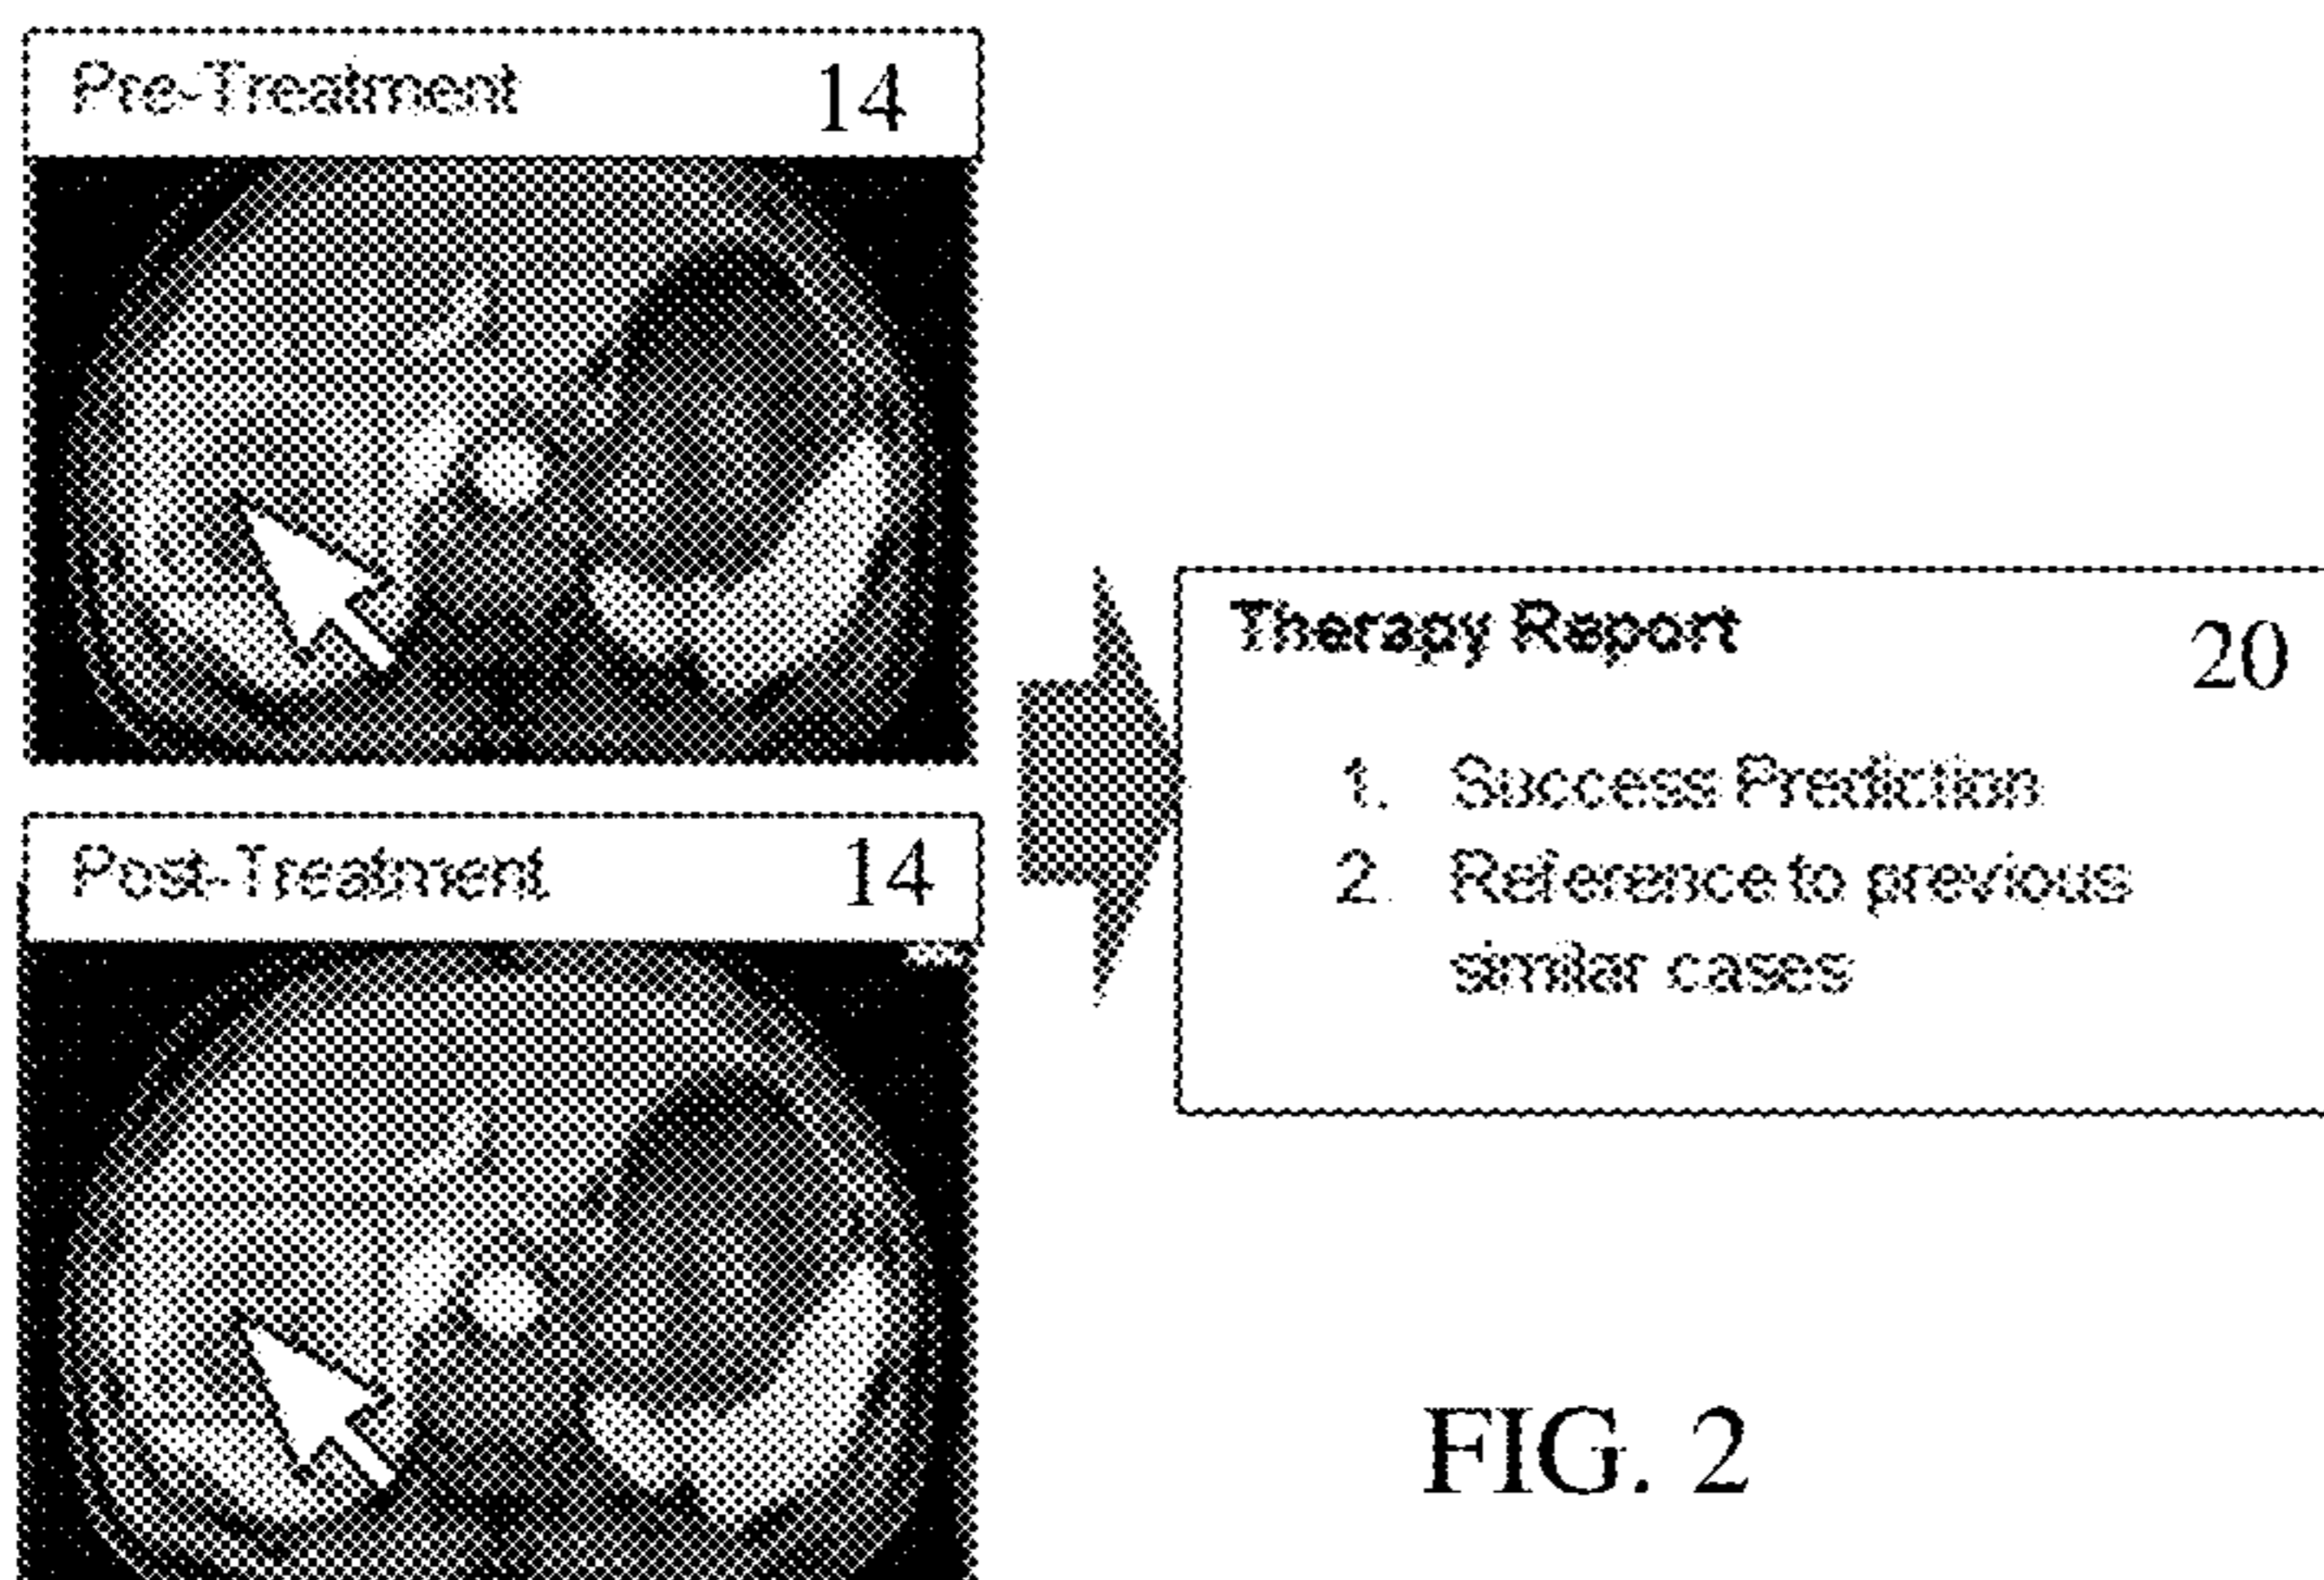 Pre-Treatment 14
Post-Treatment 14
Therapy Report 20
1. Success Prediction
2. Reference to previous
similar cases
FIG. 2